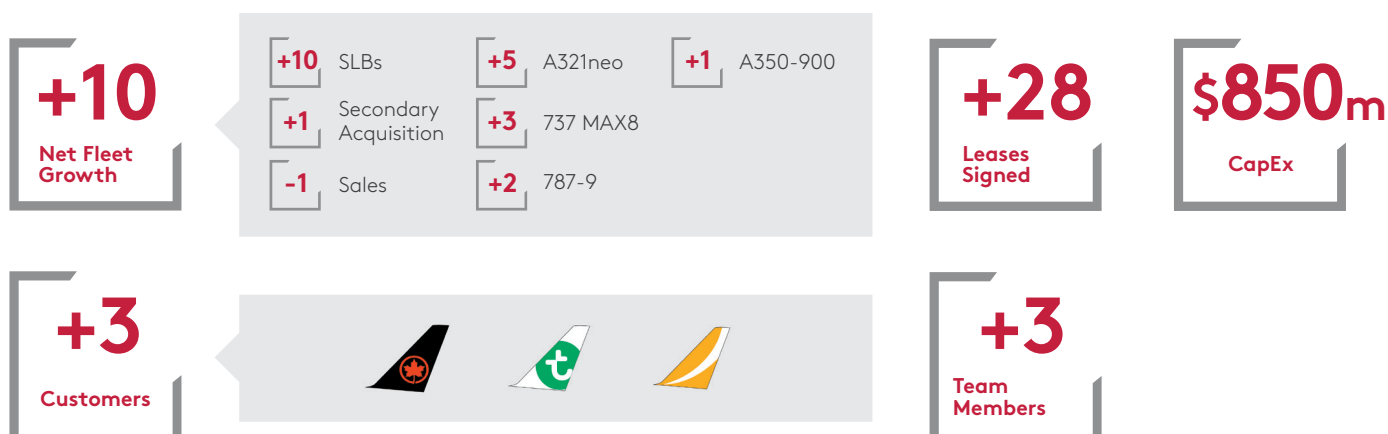 +10
Net Fleet
Growth
+10 SLBs
+1 Secondary
Acquisition
-1 Sales
+5 A321neo
+3 737 MAX8
+2 787-9
+1 A350-900
+28
Leases
Signed
$850m
CapEx
+3
Customers
t
+3
Team
Members